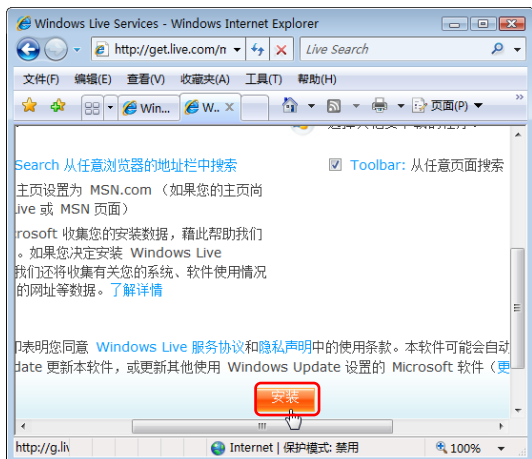 Windows Live Services - Windows Internet Explorer
http://get.live.com/n
Live Search
文件(F) 编辑(E) 查看(V) 收藏夹(A) 工具(T) 帮助(H)
Win... W.. 页面(P)
Search 从任意浏览器的地址栏中搜索
Toolbar: 从任意页面搜索
主页设置为 MSN.com （如果您的主页尚
Live 或 MSN 页面）
rosoft 收集您的安装数据，藉此帮助我们
。如果您决定安装 Windows Live
我们还将收集有关您的系统、软件使用情况
的网址等数据。了解详情
即表明您同意 Windows Live 服务协议和隐私声明中的使用条款。本软件可能会自动
date 更新本软件，或更新其他使用 Windows Update 设置的 Microsoft 软件（更
安装
http://g.liv Internet | 保护模式: 禁用 100%